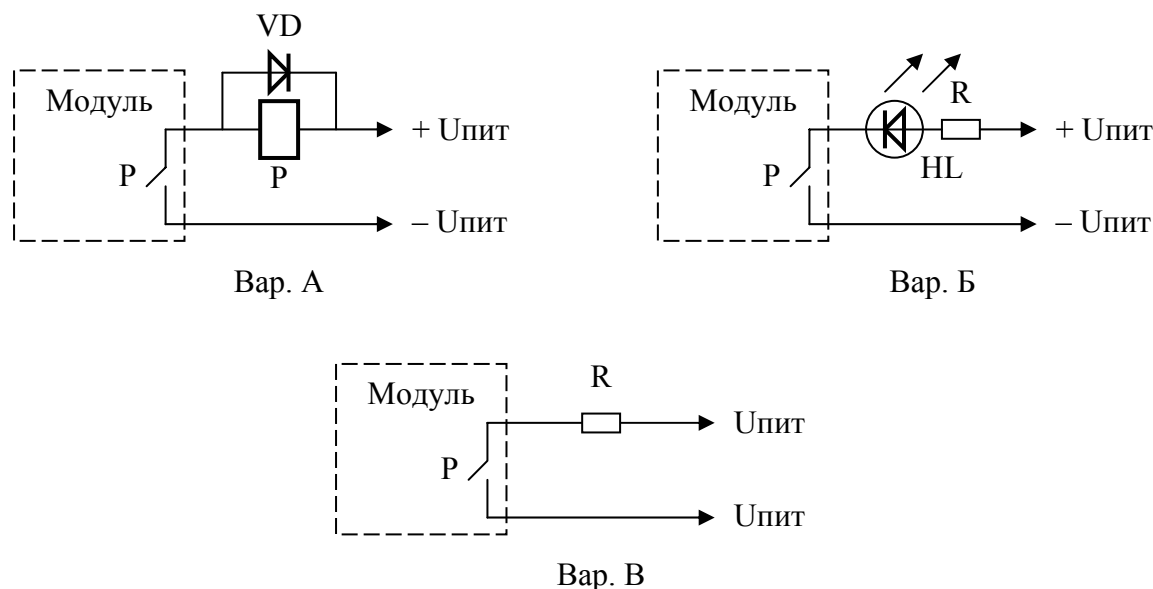 VD
Модуль
+ Uпит
P
P
– Uпит
Вар. А
Модуль
R
+ Uпит
P
HL
– Uпит
Вар. Б
Модуль
R
Uпит
P
Uпит
Вар. В